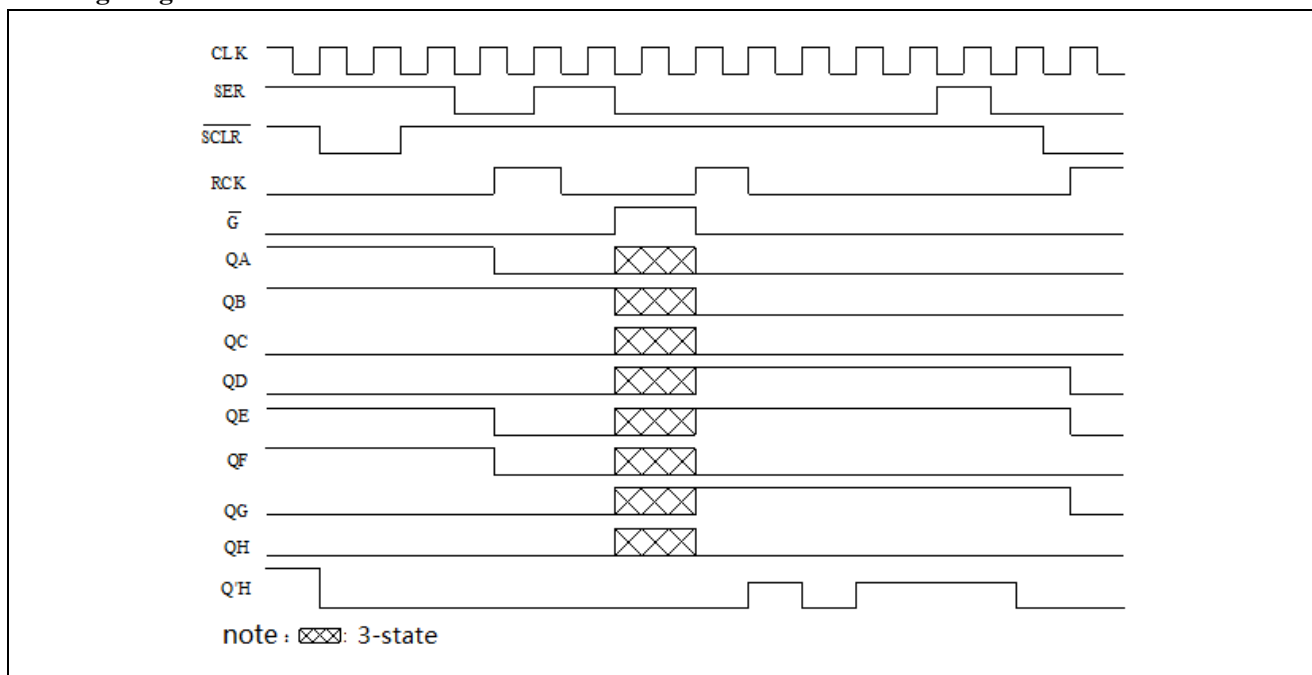 CLK
SER
SCLR
RCK
G
QA
QB
QC
QD
QE
QF
QG
QH
Q'H
note : : 3-state